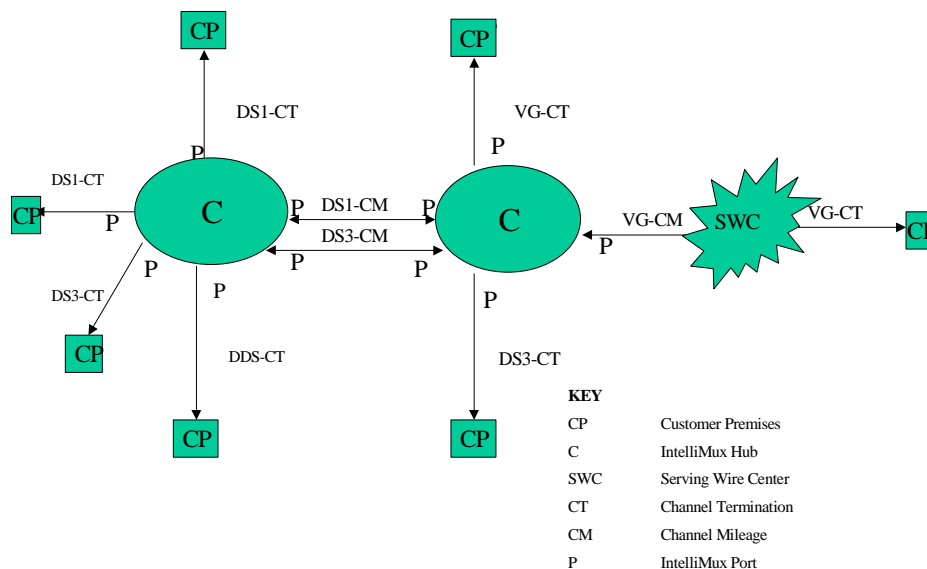 CP
CP
DS1-CT
VG-CT
P
P
DS1-CT
CP
P
C
P
DS1-CM
P
C
DS3-CM
P
P
VG-CM
P
SWC
VG-CT
CP
P
P
P
DS3-CT
CP
DDS-CT
DS3-CT
CP
CP
KEY
CP Customer Premises
C IntelliMux Hub
SWC Serving Wire Center
CT Channel Termination
CM Channel Mileage
P IntelliMux Port